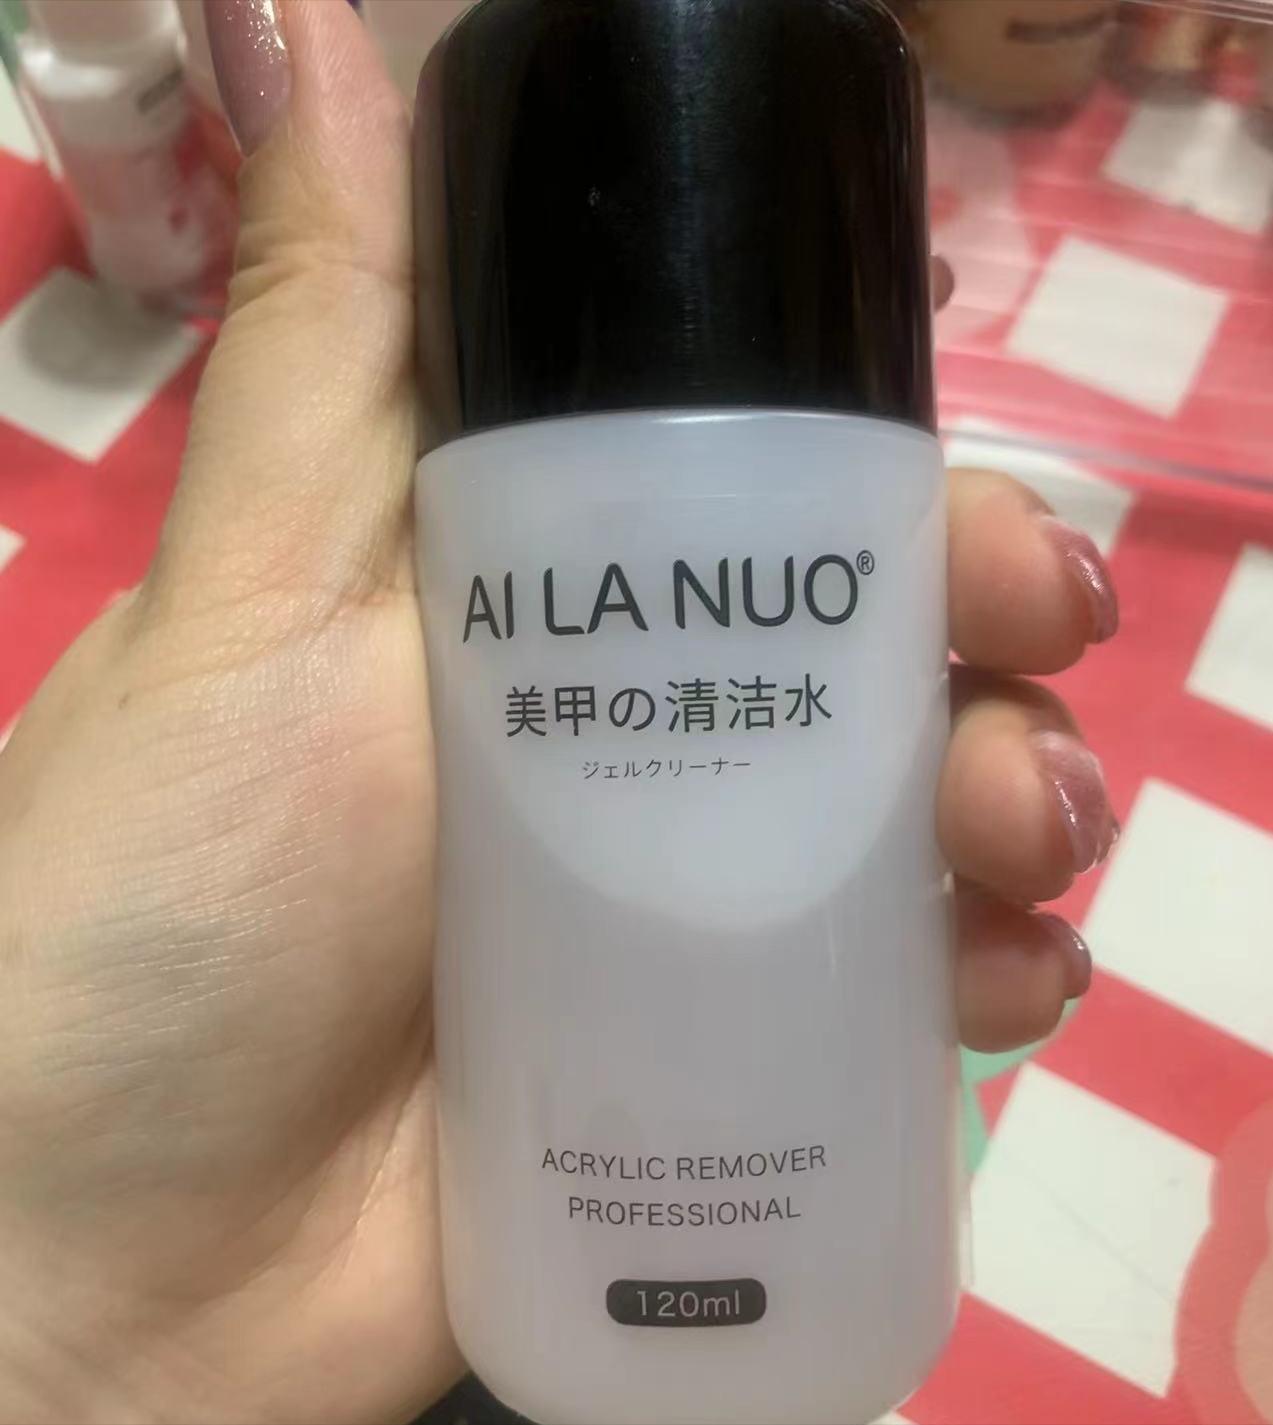 AI LA NUO®
美甲の清洁水
ジェルクリーナー
ACRYLIC REMOVER
PROFESSIONAL
120ml